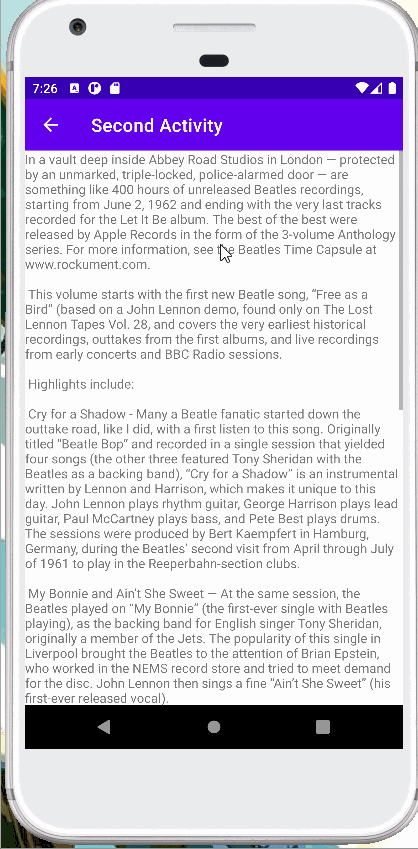 7:26
Second Activity
In a vault deep inside Abbey Road Studios in London — protected
by an unmarked, triple-locked, police-alarmed door — are
something like 400 hours of unreleased Beatles recordings,
starting from June 2, 1962 and ending with the very last tracks
recorded for the Let It Be album. The best of the best were
released by Apple Records in the form of the 3-volume Anthology
series. For more information, see the Beatles Time Capsule at
www.rockument.com.
This volume starts with the first new Beatle song, “Free as a
Bird” (based on a John Lennon demo, found only on The Lost
Lennon Tapes Vol. 28, and covers the very earliest historical
recordings, outtakes from the first albums, and live recordings
from early concerts and BBC Radio sessions.
Highlights include:
Cry for a Shadow - Many a Beatle fanatic started down the
outtake road, like I did, with a first listen to this song. Originally
titled “Beatle Bop” and recorded in a single session that yielded
four songs (the other three featured Tony Sheridan with the
Beatles as a backing band), “Cry for a Shadow” is an instrumental
written by Lennon and Harrison, which makes it unique to this
day. John Lennon plays rhythm guitar, George Harrison plays lead
guitar, Paul McCartney plays bass, and Pete Best plays drums.
The sessions were produced by Bert Kaempfert in Hamburg,
Germany, during the Beatles’ second visit from April through July
of 1961 to play in the Reeperbahn-section clubs.
My Bonnie and Ain’t She Sweet — At the same session, the
Beatles played on “My Bonnie” (the first-ever single with Beatles
playing), as the backing band for English singer Tony Sheridan,
originally a member of the Jets. The popularity of this single in
Liverpool brought the Beatles to the attention of Brian Epstein,
who worked in the NEMS record store and tried to meet demand
for the disc. John Lennon then sings a fine “Ain’t She Sweet” (his
first-ever released vocal).